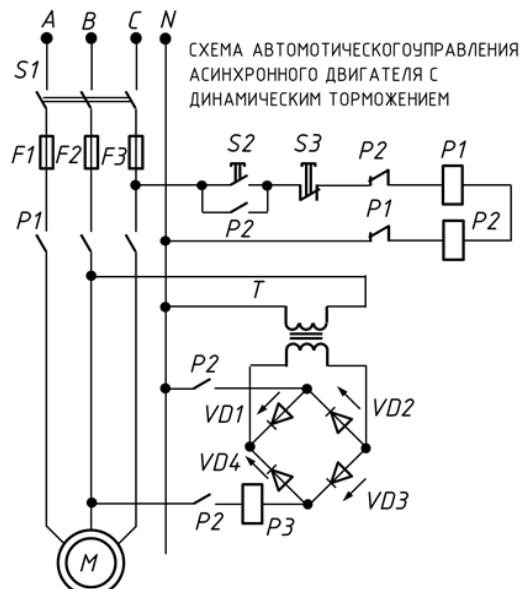 A B C N
СХЕМА АВТОМОТИЧЕСКОГОУПРАВЛЕНИЯ
АСИНХРОННОГО ДВИГАТЕЛЯ С
ДИНАМИЧЕСКИМ ТОРМОЖЕНИЕМ
S1
F1 F2 F3
S2 S3 P2 P1
P2
P1
P1 P2
T
P2
VD1 VD2
VD4
VD3
P2 P3
M